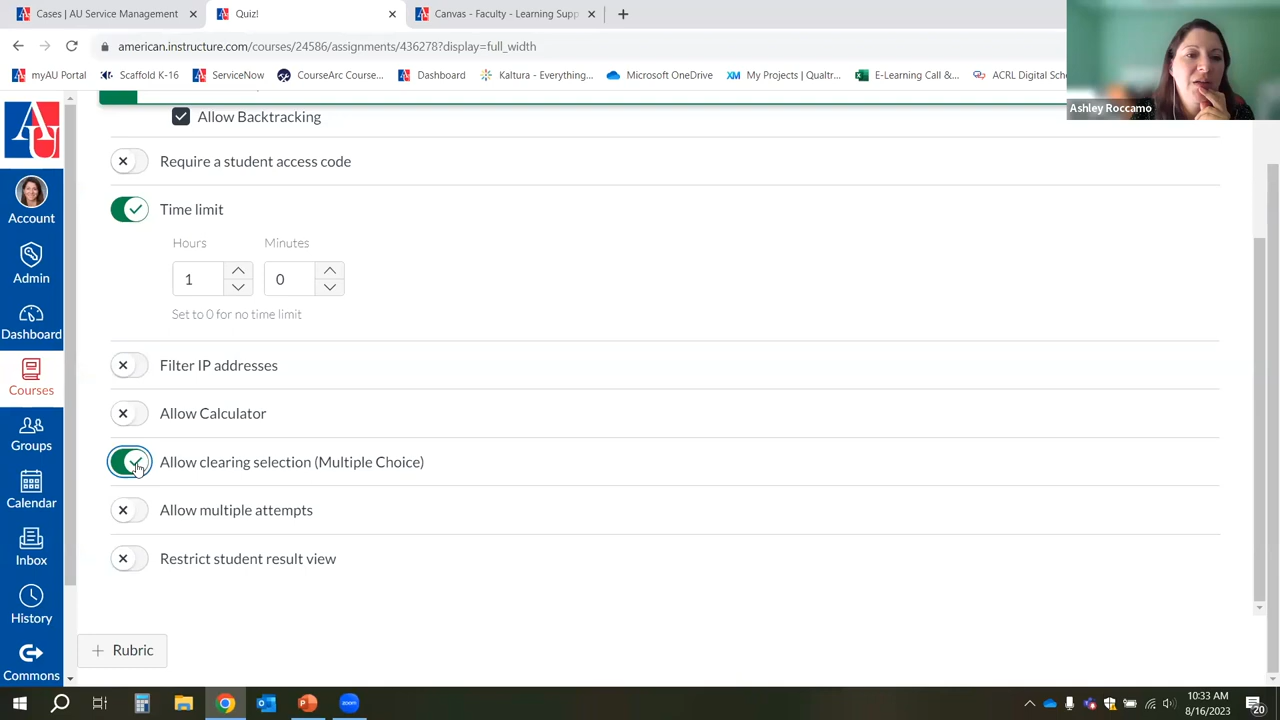 Cases | AU Service Management
Quiz!
Canvas - Faculty - Learning Supp
american.instructure.com/courses/24586/assignments/436278?display=full_width
myAU Portal
Scaffold K-16
ServiceNow
CourseArc Course...
Dashboard
Kaltura - Everything...
Microsoft OneDrive
XM My Projects | Qualtr...
E-Learning Call &...
ACRL Digital Sch
Ashley Roccamo
AU
Account
Admin
Dashboard
Courses
Groups
Calendar
Inbox
History
Commons
Allow Backtracking
Require a student access code
Time limit
Hours Minutes
1 0
Set to 0 for no time limit
Filter IP addresses
Allow Calculator
Allow clearing selection (Multiple Choice)
Allow multiple attempts
Restrict student result view
+ Rubric
zoom
10:33 AM
8/16/2023
20